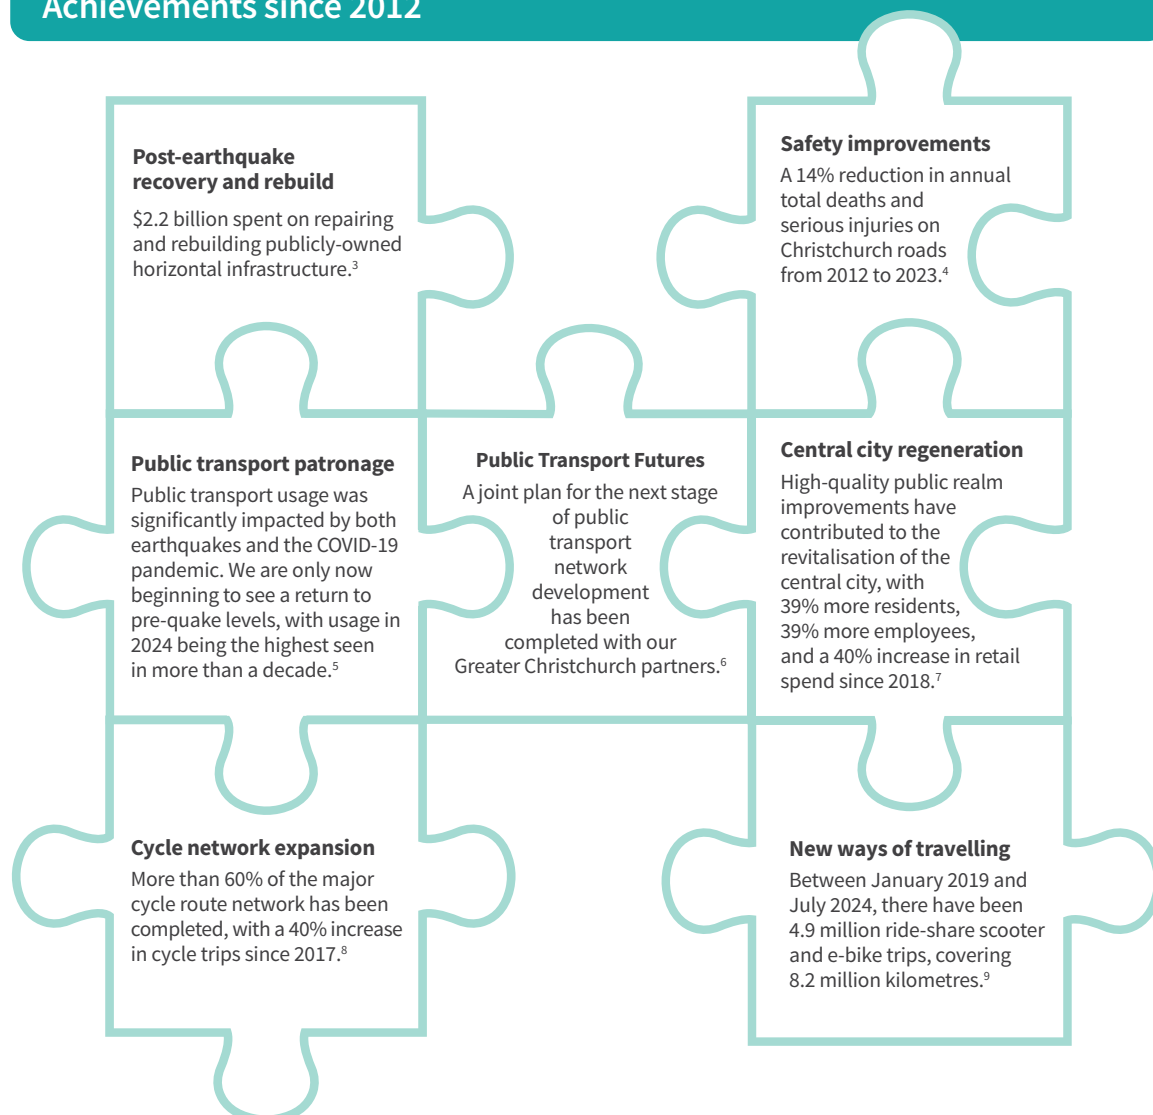 Achievements since 2012
Post-earthquake
recovery and rebuild
$2.2 billion spent on repairing
and rebuilding publicly-owned
horizontal infrastructure.³
Safety improvements
A 14% reduction in annual
total deaths and
serious injuries on
Christchurch roads
from 2012 to 2023.⁴
Public transport patronage
Public transport usage was
significantly impacted by both
earthquakes and the COVID-19
pandemic. We are only now
beginning to see a return to
pre-quake levels, with usage in
2024 being the highest seen
in more than a decade.⁵
Public Transport Futures
A joint plan for the next stage
of public
transport
network
development
has been
completed with our
Greater Christchurch partners.⁶
Central city regeneration
High-quality public realm
improvements have
contributed to the
revitalisation of the
central city, with
39% more residents,
39% more employees,
and a 40% increase in retail
spend since 2018.⁷
Cycle network expansion
More than 60% of the major
cycle route network has been
completed, with a 40% increase
in cycle trips since 2017.⁸
New ways of travelling
Between January 2019 and
July 2024, there have been
4.9 million ride-share scooter
and e-bike trips, covering
8.2 million kilometres.⁹